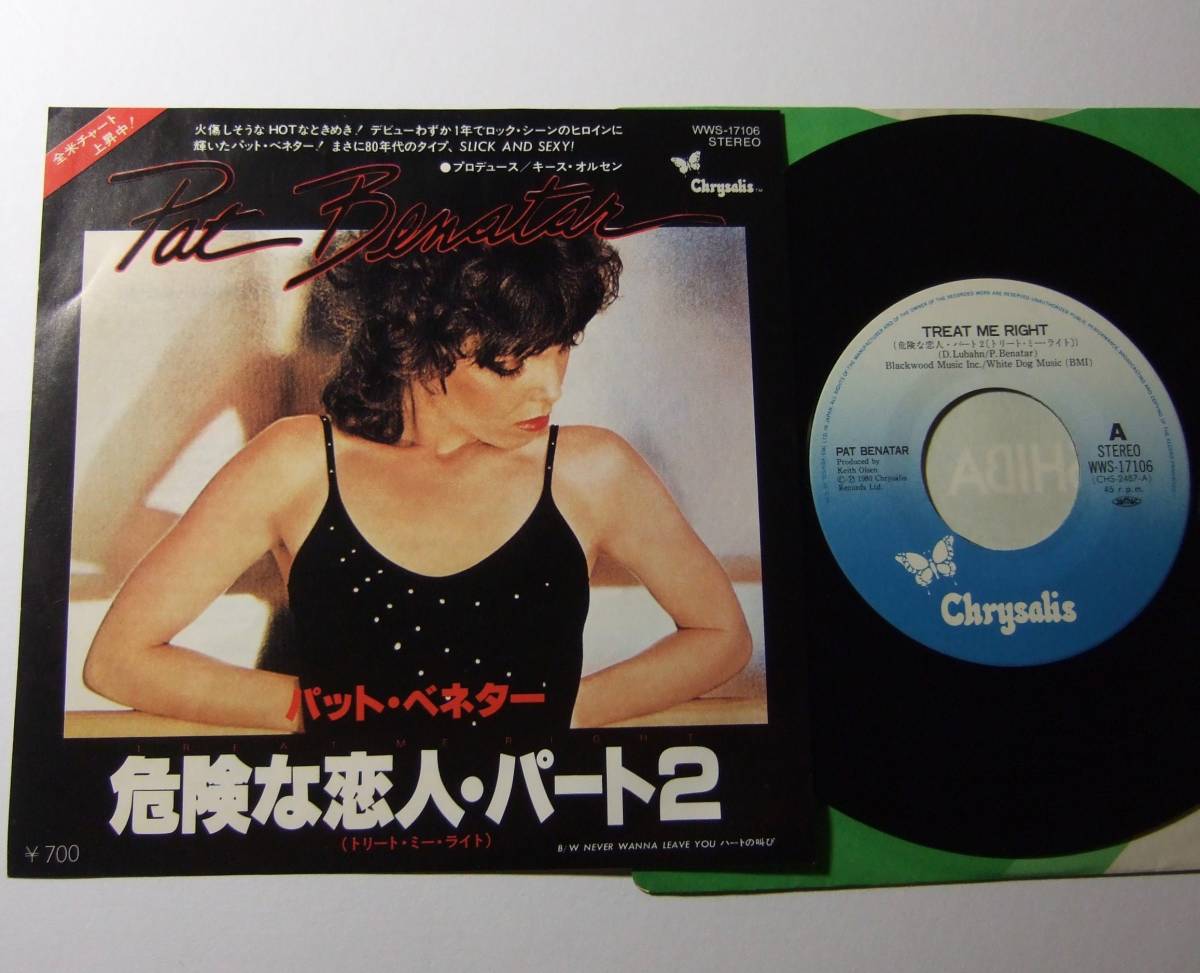 全米チャート
上昇中!
火傷しそうなHOTなときめき! デビューわずか1年でロック・シーンのヒロインに
輝いたパット・ベネター! まさに80年代のタイプ、SLICK AND SEXY!
●プロデュース/キース・オルセン
WWS-17106
STEREO
Chrysalis TM
Pat Benatar
パット・ベネター
TREAT ME RIGHT
危険な恋人・パート2
(トリート・ミー・ライト)
¥700
B/W NEVER WANNA LEAVE YOU ハートの叫び
TREAT ME RIGHT
(危険な恋人・パート2〔トリート・ミー・ライト〕)
(D.Lubahn/P.Benatar)
Blackwood Music Inc./White Dog Music (BMI)
PAT BENATAR
Produced by
Keith Olsen
©℗ 1980 Chrysalis
Records Ltd.
A
STEREO
WWS-17106
(CHS-2487-A)
45 r.p.m.
Chrysalis
HIBA